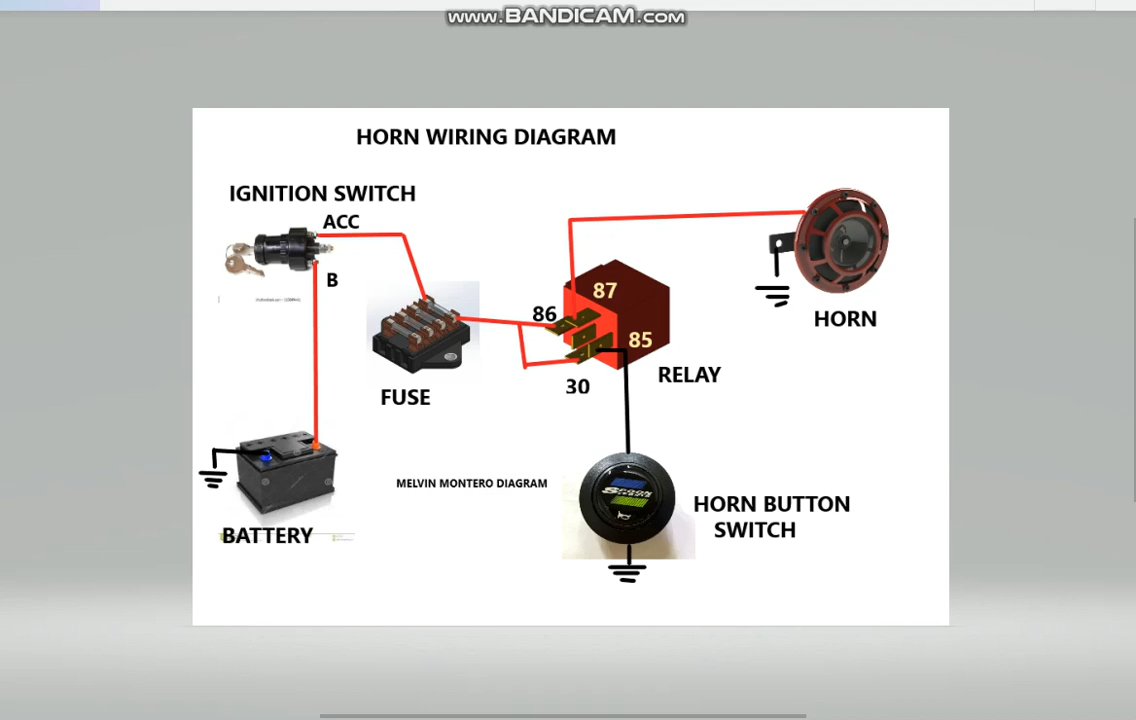 WWW.BANDICAM.COM
HORN WIRING DIAGRAM
IGNITION SWITCH
ACC
B
87
86
85
30
HORN
RELAY
FUSE
MELVIN MONTERO DIAGRAM
HORN BUTTON
SWITCH
BATTERY